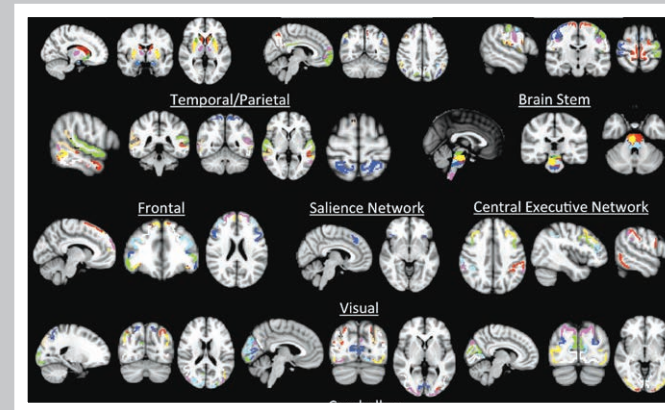 Temporal/Parietal
Brain Stem
Frontal
Salience Network
Central Executive Network
Visual